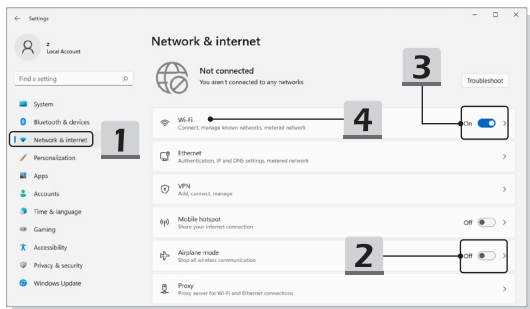 Settings
z
Local Account
Find a setting
System
Bluetooth & devices
Network & internet
Personalization
Apps
Accounts
Time & language
Gaming
Accessibility
Privacy & security
Windows Update
1
Network & internet
Not connected
You aren't connected to any networks
3
Troubleshoot
Wi-Fi
4
On
Connect, manage known networks, metered network
Ethernet
Authentication, IP and DNS settings, metered network
VPN
Add, connect, manage
Mobile hotspot
Share your internet connection
Off
Airplane mode
Stop all wireless communication
2
Off
Proxy
Proxy server for Wi-Fi and Ethernet connections